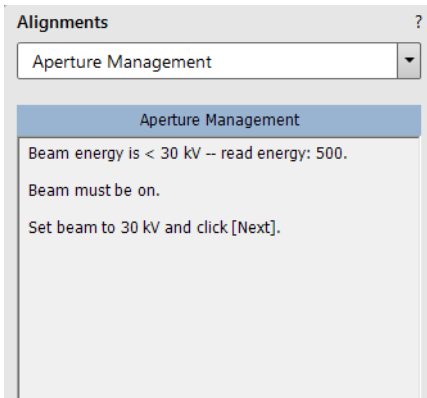 Alignments ?
Aperture Management
Aperture Management
Beam energy is < 30 kV -- read energy: 500.
Beam must be on.
Set beam to 30 kV and click [Next].